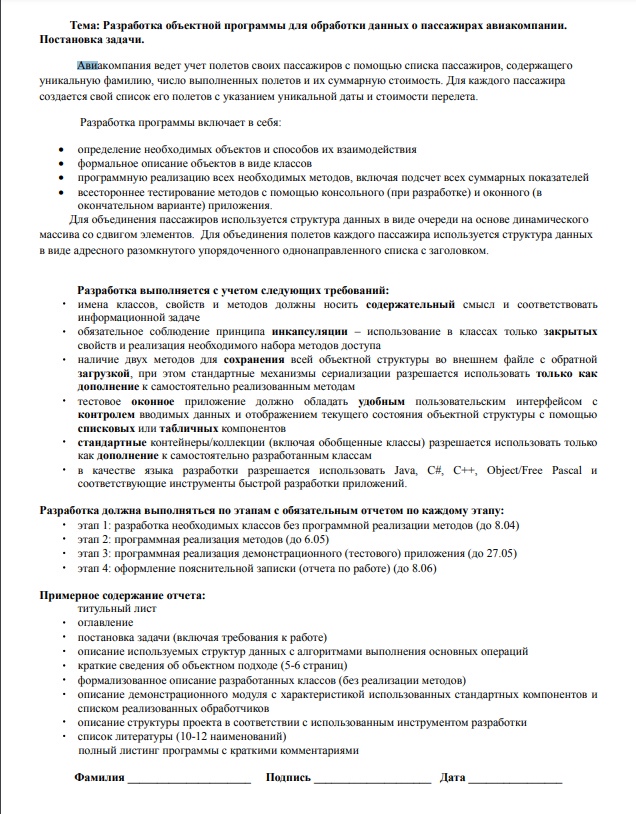 Тема: Разработка объектной программы для обработки данных о пассажирах авиакомпании.
Постановка задачи.
Авиакомпания ведет учет полетов своих пассажиров с помощью списка пассажиров, содержащего
уникальную фамилию, число выполненных полетов и их суммарную стоимость. Для каждого пассажира
создается свой список его полетов с указанием уникальной даты и стоимости перелета.
Разработка программы включает в себя:
• определение необходимых объектов и способов их взаимодействия
• формальное описание объектов в виде классов
• программную реализацию всех необходимых методов, включая подсчет всех суммарных показателей
• всестороннее тестирование методов с помощью консольного (при разработке) и оконного (в
окончательном варианте) приложения.
Для объединения пассажиров используется структура данных в виде очереди на основе динамического
массива со сдвигом элементов. Для объединения полетов каждого пассажира используется структура данных
в виде адресного разомкнутого упорядоченного однонаправленного списка с заголовком.
Разработка выполняется с учетом следующих требований:
• имена классов, свойств и методов должны носить содержательный смысл и соответствовать
информационной задаче
• обязательное соблюдение принципа инкапсуляции – использование в классах только закрытых
свойств и реализация необходимого набора методов доступа
• наличие двух методов для сохранения всей объектной структуры во внешнем файле с обратной
загрузкой, при этом стандартные механизмы сериализации разрешается использовать только как
дополнение к самостоятельно реализованным методам
• тестовое оконное приложение должно обладать удобным пользовательским интерфейсом с
контролем вводимых данных и отображением текущего состояния объектной структуры с помощью
списковых или табличных компонентов
• стандартные контейнеры/коллекции (включая обобщенные классы) разрешается использовать только
как дополнение к самостоятельно разработанным классам
• в качестве языка разработки разрешается использовать Java, C#, C++, Object/Free Pascal и
соответствующие инструменты быстрой разработки приложений.
Разработка должна выполняться по этапам с обязательным отчетом по каждому этапу:
• этап 1: разработка необходимых классов без программной реализации методов (до 8.04)
• этап 2: программная реализация методов (до 6.05)
• этап 3: программная реализация демонстрационного (тестового) приложения (до 27.05)
• этап 4: оформление пояснительной записки (отчета по работе) (до 8.06)
Примерное содержание отчета:
титульный лист
• оглавление
• постановка задачи (включая требования к работе)
• описание используемых структур данных с алгоритмами выполнения основных операций
• краткие сведения об объектном подходе (5-6 страниц)
• формализованное описание разработанных классов (без реализации методов)
• описание демонстрационного модуля с характеристикой использованных стандартных компонентов и
списком реализованных обработчиков
• описание структуры проекта в соответствии с использованным инструментом разработки
• список литературы (10-12 наименований)
полный листинг программы с краткими комментариями
Фамилия ____________________ Подпись ____________________ Дата ________________